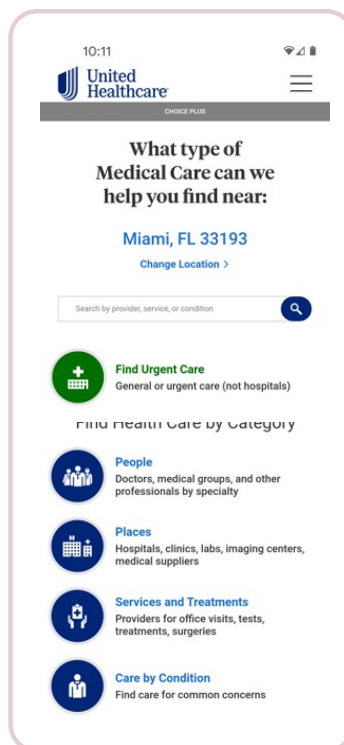 10:11
United
Healthcare
CHOICE PLUS
What type of
Medical Care can we
help you find near:
Miami, FL 33193
Change Location >
Search by provider, service, or condition
Find Urgent Care
General or urgent care (not hospitals)
Find Health Care by Category
People
Doctors, medical groups, and other
professionals by specialty
Places
Hospitals, clinics, labs, imaging centers,
medical suppliers
Services and Treatments
Providers for office visits, tests,
treatments, surgeries
Care by Condition
Find care for common concerns